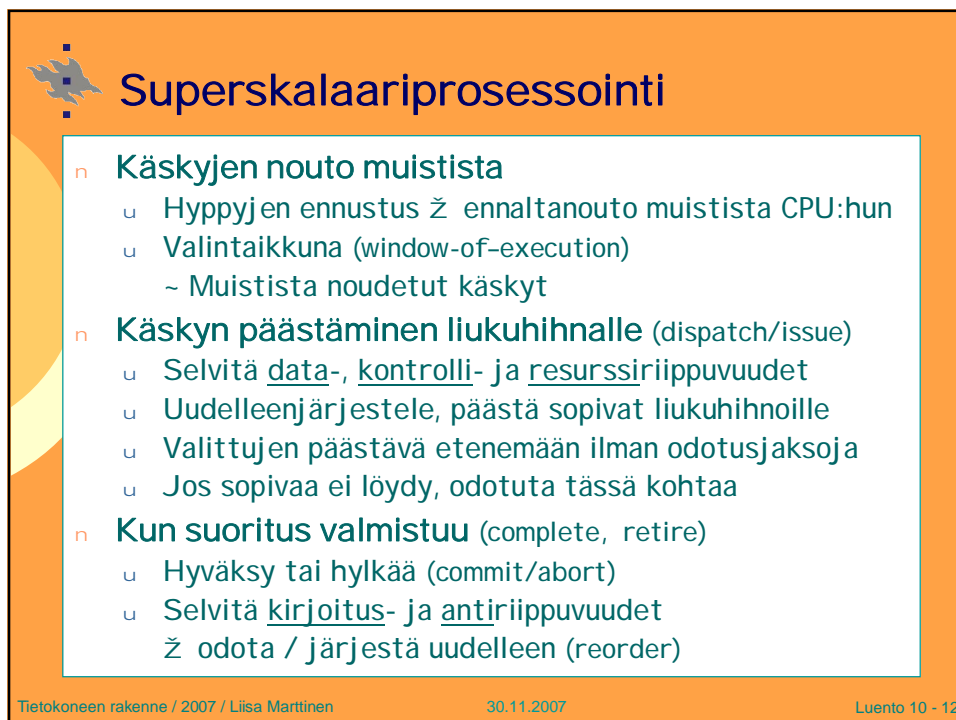 Superskalaariprosessointi
n Käskyjen nouto muistista
u Hyppyjen ennustus ž ennaltanouto muistista CPU:hun
u Valintaikkuna (window-of-execution)
~ Muistista noudetut käskyt
n Käskyn päästäminen liukuhihnalle (dispatch/issue)
u Selvitä data-, kontrolli- ja resurssiriippuvuudet
u Uudelleenjärjestele, päästä sopivat liukuhihnoille
u Valittujen päästävä etenemään ilman odotusjaksoja
u Jos sopivaa ei löydy, odotuta tässä kohtaa
n Kun suoritus valmistuu (complete, retire)
u Hyväksy tai hylkää (commit/abort)
u Selvitä kirjoitus- ja antiriippuvuudet
ž odota / järjestä uudelleen (reorder)
Tietokoneen rakenne / 2007 / Liisa Marttinen 30.11.2007 Luento 10 - 12